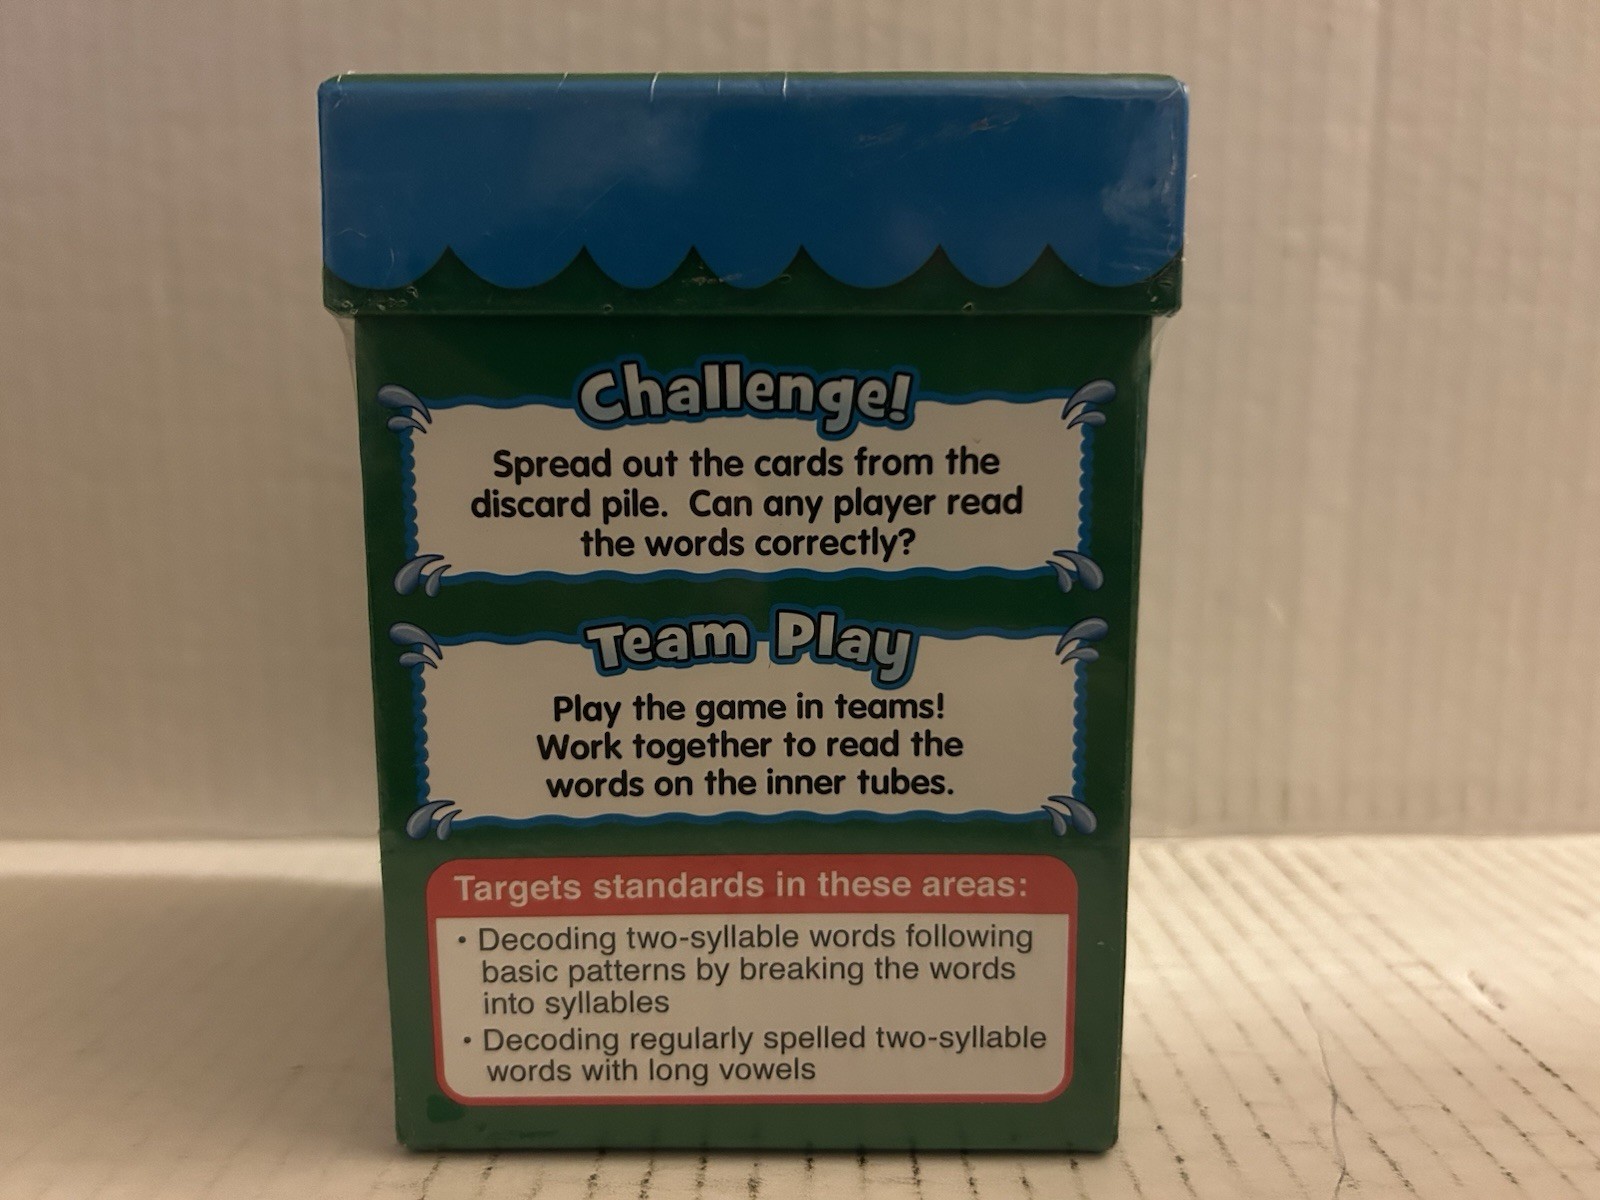 Challenge!
Spread out the cards from the
discard pile. Can any player read
the words correctly?
Team Play
Play the game in teams!
Work together to read the
words on the inner tubes.
Targets standards in these areas:
• Decoding two-syllable words following
basic patterns by breaking the words
into syllables
• Decoding regularly spelled two-syllable
words with long vowels